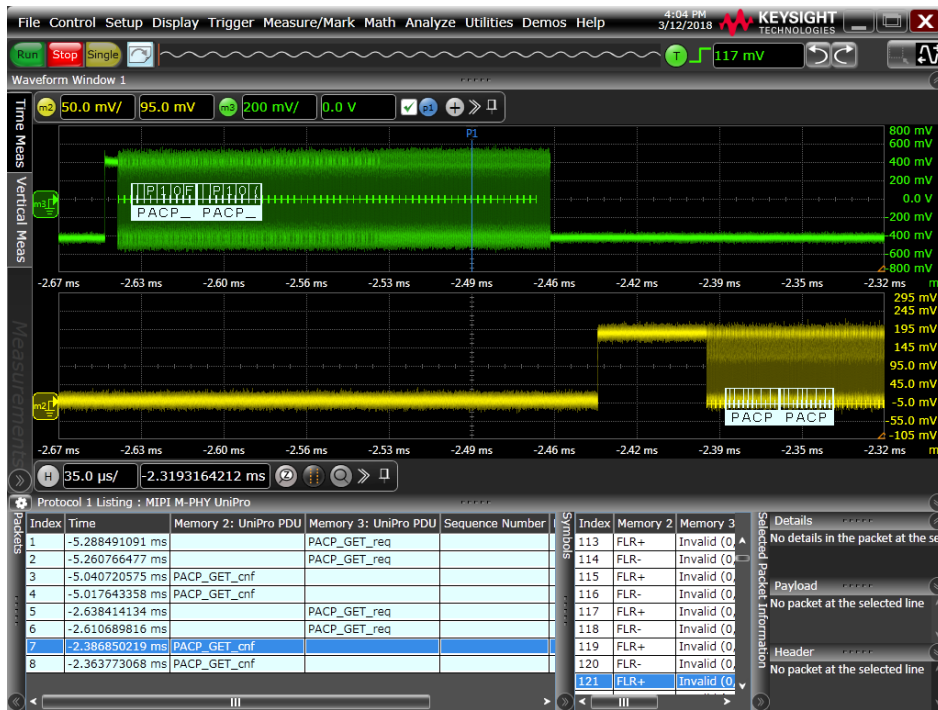 File Control Setup Display Trigger Measure/Mark Math Analyze Utilities Demos Help
4:04 PM
3/12/2018
KEYSIGHT
TECHNOLOGIES
Run Stop Single T 117 mV
Waveform Window 1
Time Meas
Vertical Meas
Measurements
m2 50.0 mV/ 95.0 mV m3 200 mV/ 0.0 V p1
P1
800 mV
600 mV
400 mV
200 mV
0.0 V
-200 mV
-400 mV
-600 mV
-800 mV
m3
PACP_ PACP_
-2.67 ms -2.63 ms -2.60 ms -2.56 ms -2.53 ms -2.49 ms -2.46 ms -2.42 ms -2.39 ms -2.35 ms -2.32 ms
295 mV
245 mV
195 mV
145 mV
95.0 mV
45.0 mV
-5.0 mV
-55.0 mV
-105 mV
m2
PACP PACP
-2.67 ms -2.63 ms -2.60 ms -2.56 ms -2.53 ms -2.49 ms -2.46 ms -2.42 ms -2.39 ms -2.35 ms -2.32 ms
H 35.0 µs/ -2.3193164212 ms
Protocol 1 Listing : MIPI M-PHY UniPro
Packets
Index Time Memory 2: UniPro PDU Memory 3: UniPro PDU Sequence Number
1 -5.288491091 ms PACP_GET_req
2 -5.260766477 ms PACP_GET_req
3 -5.040720575 ms PACP_GET_cnf
4 -5.017643358 ms PACP_GET_cnf
5 -2.638414134 ms PACP_GET_req
6 -2.610689816 ms PACP_GET_req
7 -2.386850219 ms PACP_GET_cnf
8 -2.363773068 ms PACP_GET_cnf
Symbols
Index Memory 2 Memory 3
113 FLR+ Invalid (0,
114 FLR- Invalid (0,
115 FLR+ Invalid (0,
116 FLR- Invalid (0,
117 FLR+ Invalid (0,
118 FLR- Invalid (0,
119 FLR+ Invalid (0,
120 FLR- Invalid (0,
121 FLR+ Invalid (0,
Selected Packet Information
Details
No details in the packet at the se
Payload
No packet at the selected line
Header
No packet at the selected line